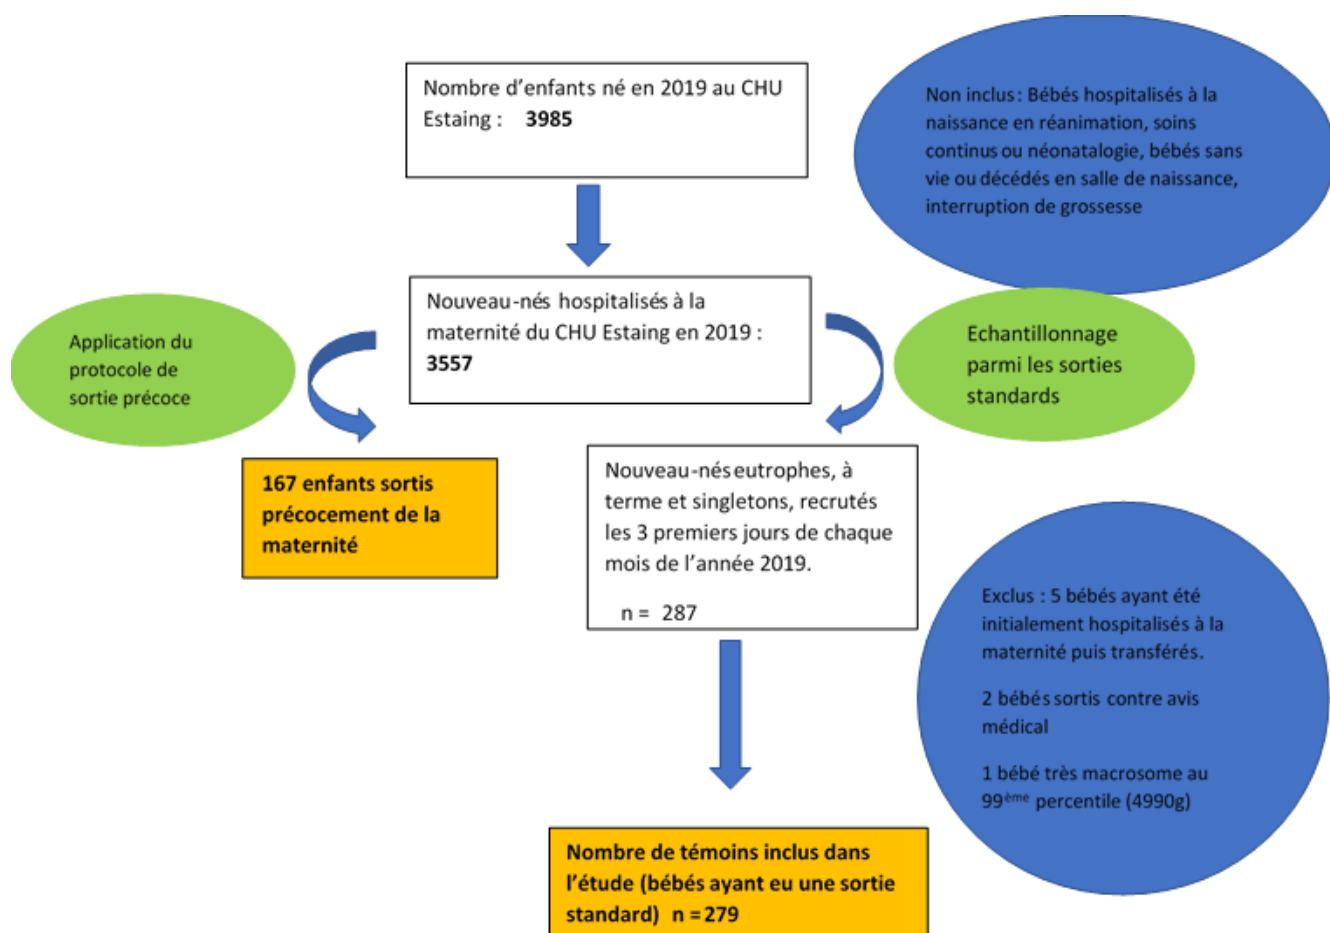 Nombre d'enfants né en 2019 au CHU
Estaing : 3985
Non inclus : Bébés hospitalisés à la
naissance en réanimation, soins
continus ou néonatalogie, bébés sans
vie ou décédés en salle de naissance,
interruption de grossesse
Nouveau-nés hospitalisés à la
maternité du CHU Estaing en 2019 :
3557
Application du
protocole de
sortie précoce
Echantillonnage
parmi les sorties
standards
167 enfants sortis
précocement de la
maternité
Nouveau-nés eutrophes, à
terme et singletons, recrutés
les 3 premiers jours de chaque
mois de l'année 2019.
n = 287
Exclus : 5 bébés ayant été
initialement hospitalisés à la
maternité puis transférés.
2 bébés sortis contre avis
médical
1 bébé très macrosome au
99ème percentile (4990g)
Nombre de témoins inclus dans
l'étude (bébés ayant eu une sortie
standard) n = 279